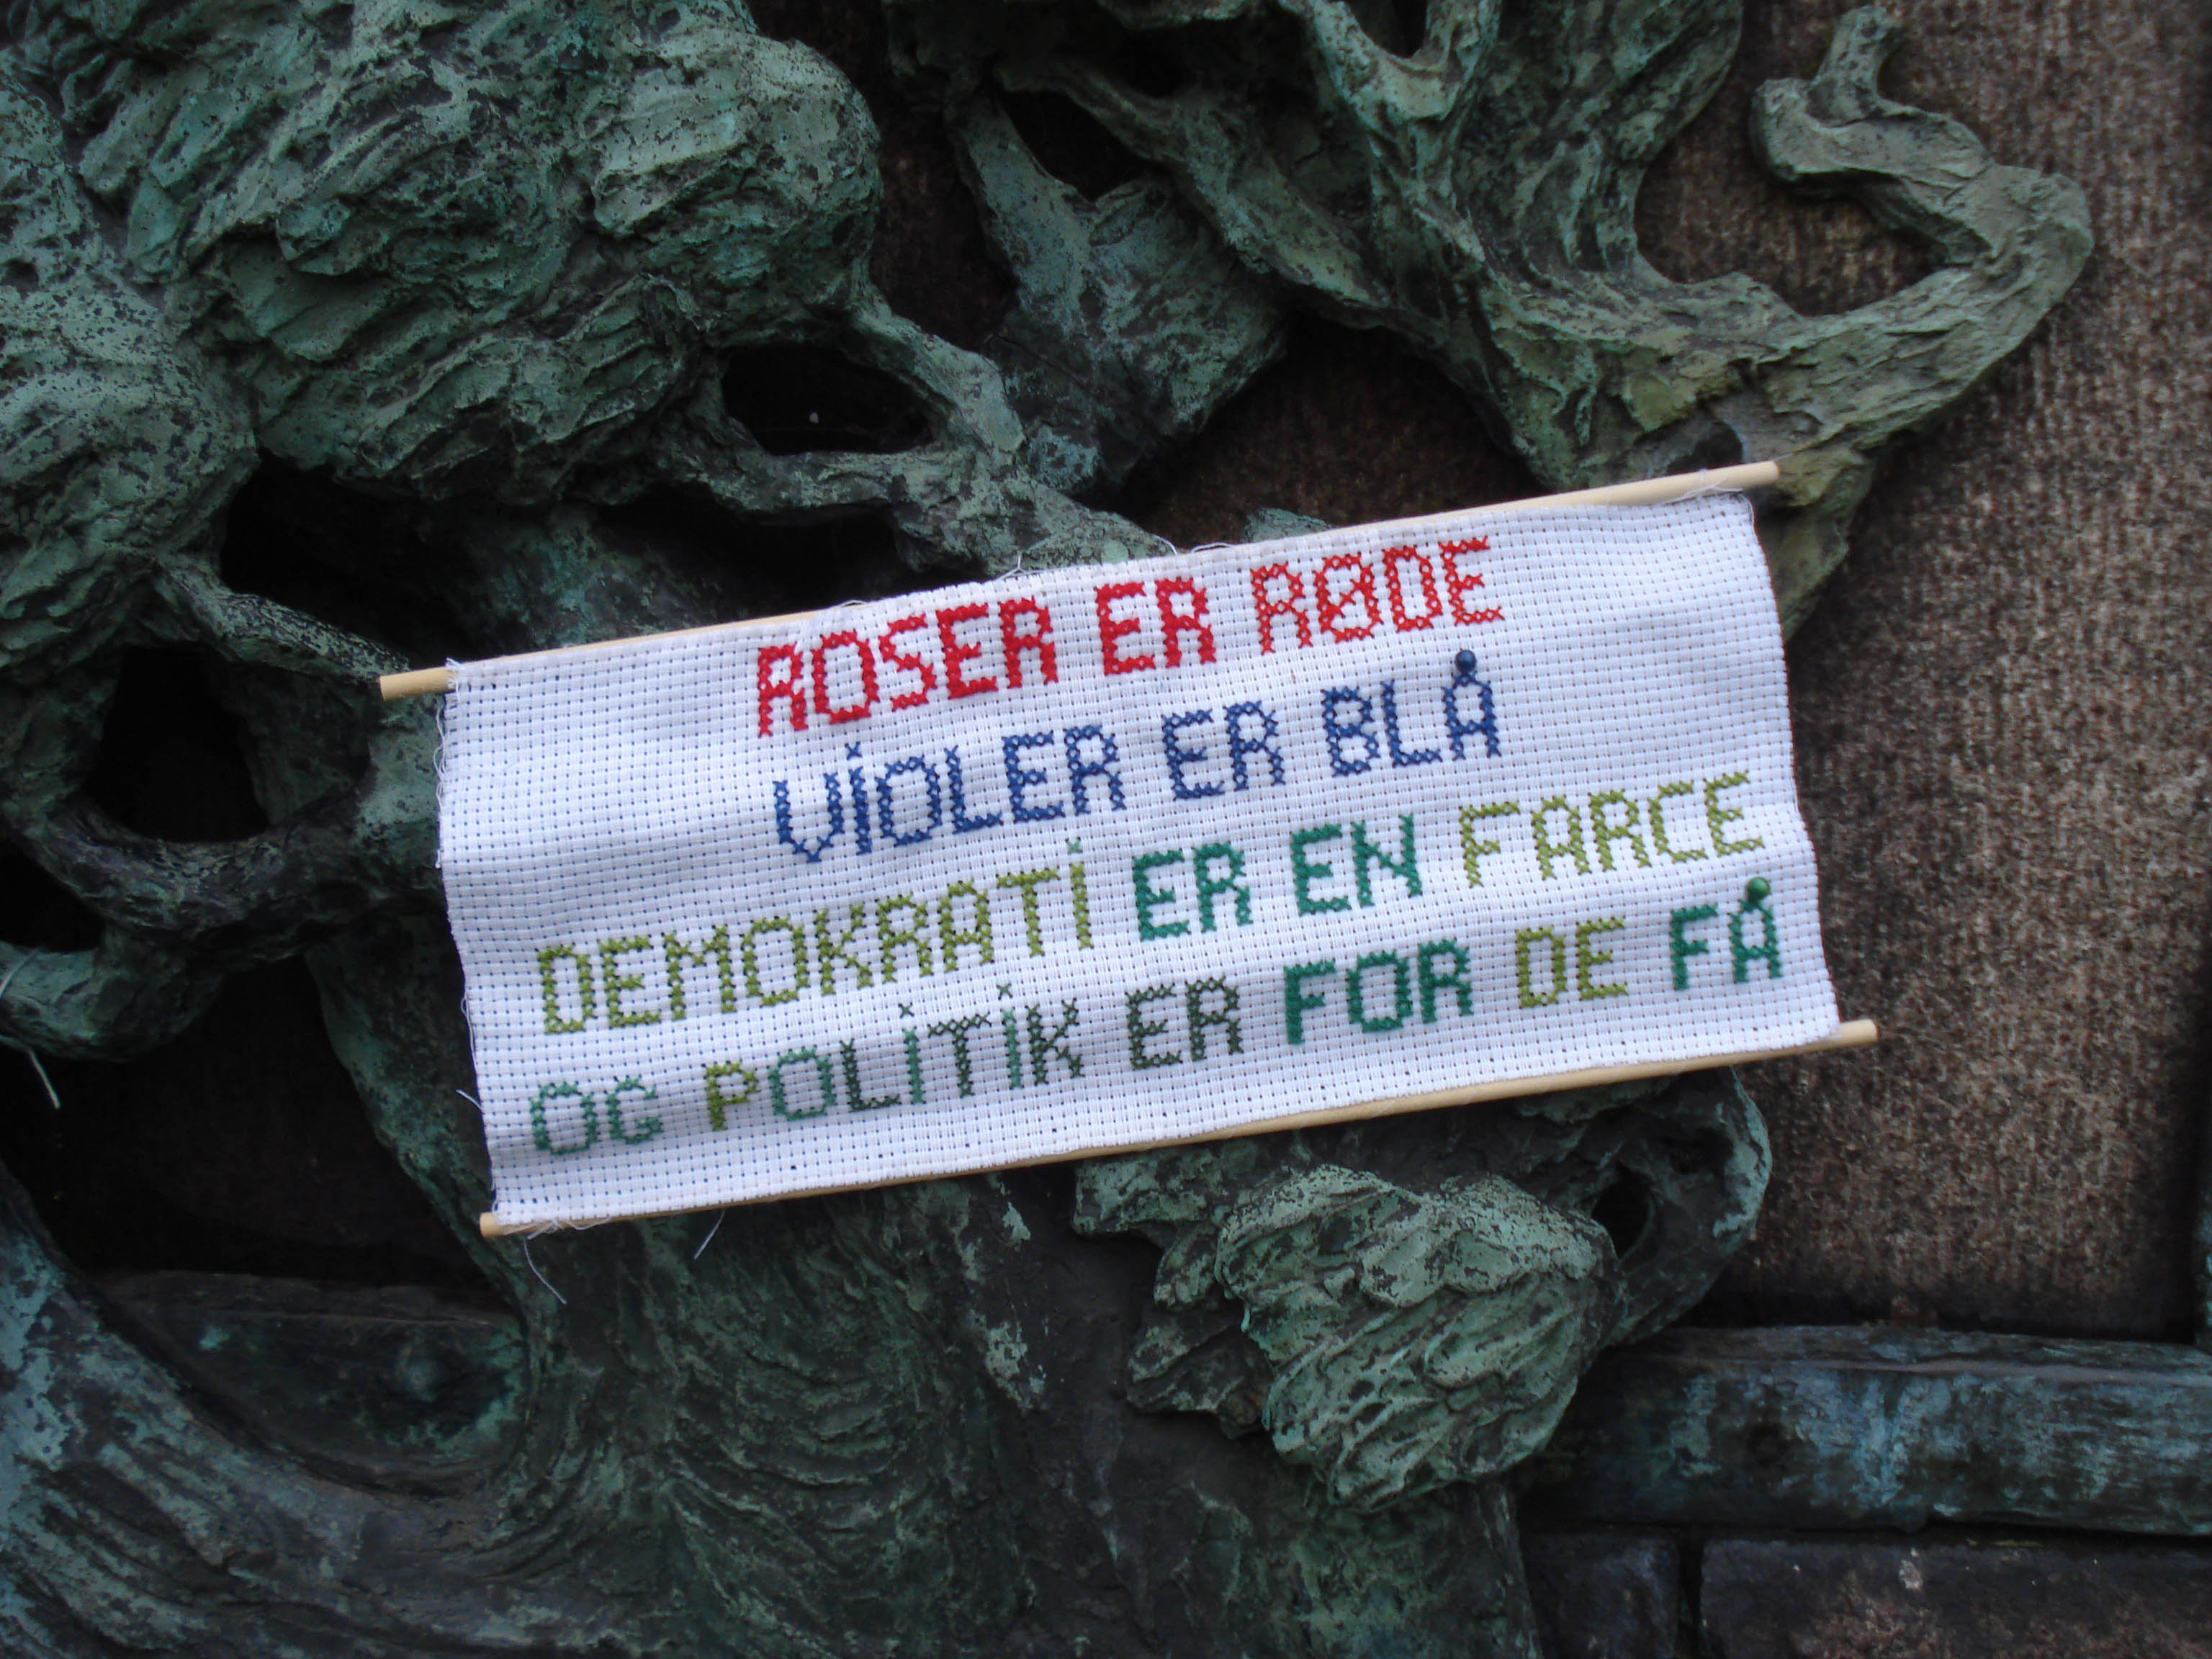 ROSER ER RØDE
VIOLER ER BLÅ
DEMOKRATI ER EN FARCE
OG POLITIK ER FOR DE FÅ